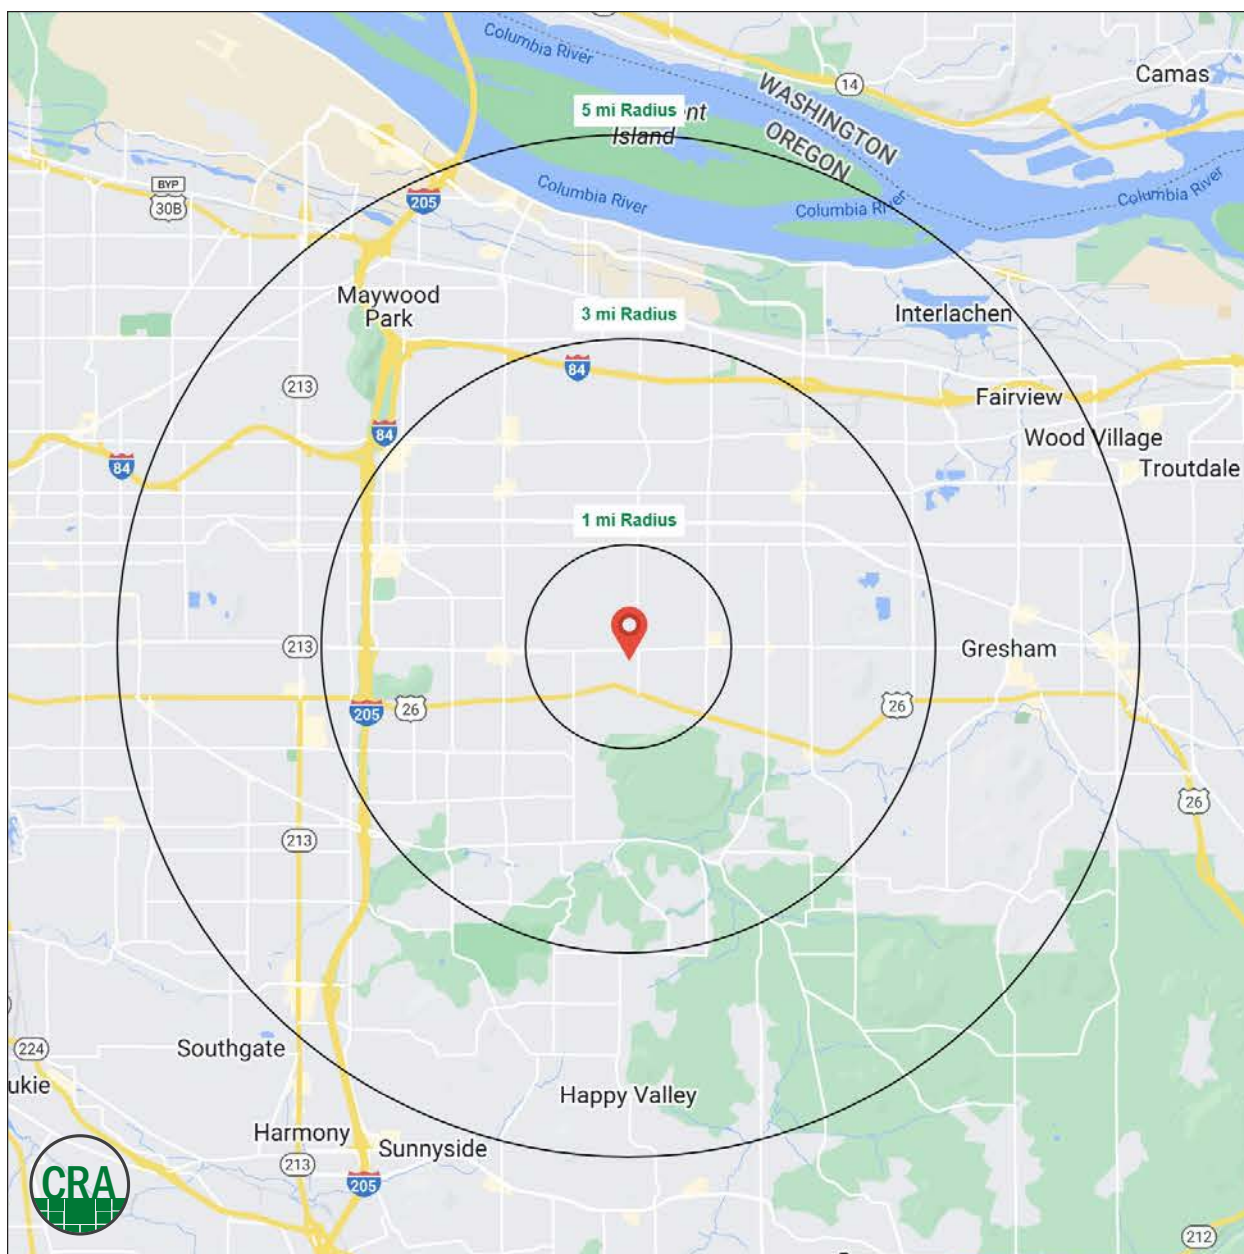 Columbia River
14
Camas
WASHINGTON
OREGON
5 mi Radius
nt
Island
BYP
30B
205
Columbia River
Columbia River
Columbia River
Maywood
Park
3 mi Radius
Interlachen
213
84
84
84
Fairview
Wood Village
Troutdale
1 mi Radius
213
Gresham
205
26
26
26
213
Southgate
224
ukie
Happy Valley
Harmony
Sunnyside
213
205
CRA
212